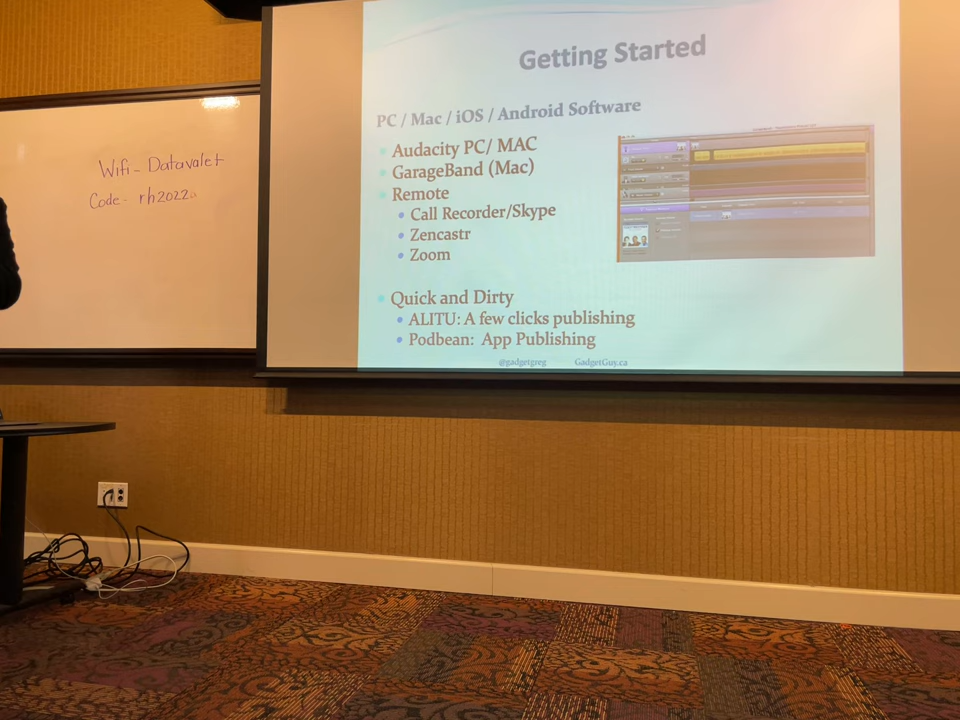 Wifi - Datavalet
Code - rh2022
Getting Started
PC / Mac / iOS / Android Software
Audacity PC/ MAC
GarageBand (Mac)
Remote
Call Recorder/Skype
Zencastr
Zoom
Quick and Dirty
ALITU: A few clicks publishing
Podbean: App Publishing
@gadgetgreg GadgetGuy.ca